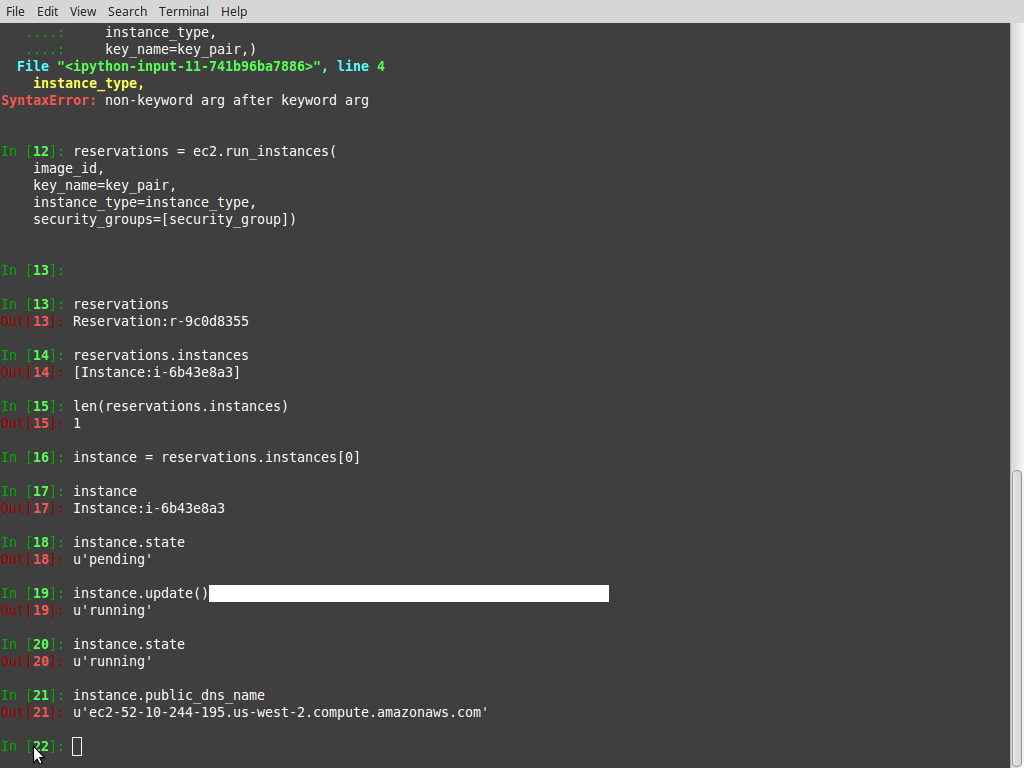 File Edit View Search Terminal Help
....: instance_type,
....: key_name=key_pair,)
File "<ipython-input-11-741b96ba7886>", line 4
instance_type,
SyntaxError: non-keyword arg after keyword arg
In [12]: reservations = ec2.run_instances(
image_id,
key_name=key_pair,
instance_type=instance_type,
security_groups=[security_group])
In [13]:
In [13]: reservations
Out[13]: Reservation:r-9c0d8355
In [14]: reservations.instances
Out[14]: [Instance:i-6b43e8a3]
In [15]: len(reservations.instances)
Out[15]: 1
In [16]: instance = reservations.instances[0]
In [17]: instance
Out[17]: Instance:i-6b43e8a3
In [18]: instance.state
Out[18]: u'pending'
In [19]: instance.update()
Out[19]: u'running'
In [20]: instance.state
Out[20]: u'running'
In [21]: instance.public_dns_name
Out[21]: u'ec2-52-10-244-195.us-west-2.compute.amazonaws.com'
In [22]: